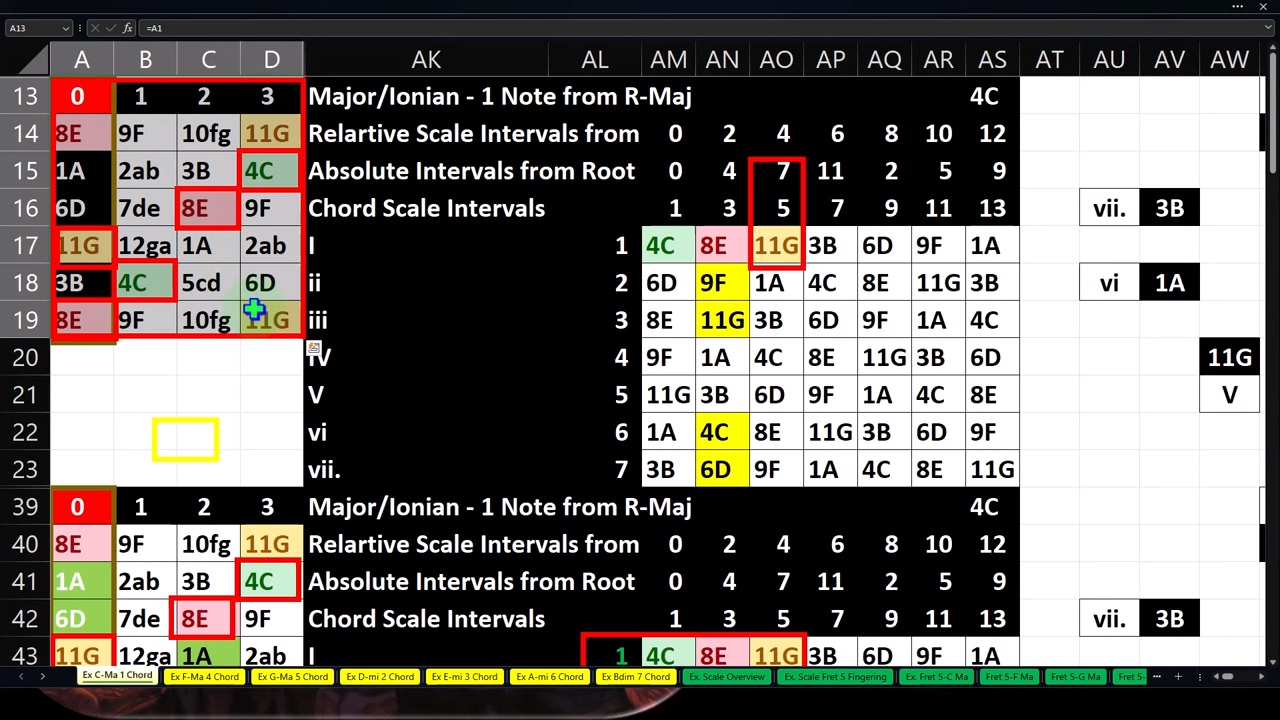 A13 fx =A1
A B C D AK AL AM AN AO AP AQ AR AS AT AU AV AW
13 0 1 2 3 Major/Ionian - 1 Note from R-Maj 4C
14 8E 9F 10fg 11G Relartive Scale Intervals from 0 2 4 6 8 10 12
15 1A 2ab 3B 4C Absolute Intervals from Root 0 4 7 11 2 5 9
16 6D 7de 8E 9F Chord Scale Intervals 1 3 5 7 9 11 13 vii. 3B
17 11G 12ga 1A 2ab I 1 4C 8E 11G 3B 6D 9F 1A
18 3B 4C 5cd 6D ii 2 6D 9F 1A 4C 8E 11G 3B vi 1A
19 8E 9F 10fg 11G iii 3 8E 11G 3B 6D 9F 1A 4C
20 IV 4 9F 1A 4C 8E 11G 3B 6D 11G
21 V 5 11G 3B 6D 9F 1A 4C 8E V
22 vi 6 1A 4C 8E 11G 3B 6D 9F
23 vii. 7 3B 6D 9F 1A 4C 8E 11G
39 0 1 2 3 Major/Ionian - 1 Note from R-Maj 4C
40 8E 9F 10fg 11G Relartive Scale Intervals from 0 2 4 6 8 10 12
41 1A 2ab 3B 4C Absolute Intervals from Root 0 4 7 11 2 5 9
42 6D 7de 8E 9F Chord Scale Intervals 1 3 5 7 9 11 13 vii. 3B
43 11G 12ga 1A 2ab I 1 4C 8E 11G 3B 6D 9F 1A
Ex C-Ma 1 Chord Ex F-Ma 4 Chord Ex G-Ma 5 Chord Ex D-mi 2 Chord Ex E-mi 3 Chord Ex A-mi 6 Chord Ex Bdim 7 Chord Ex. Scale Overview Ex. Scale Fret 5 Fingering Ex. Fret 5-C Ma Fret 5-F Ma Fret 5-G Ma Fret 5-